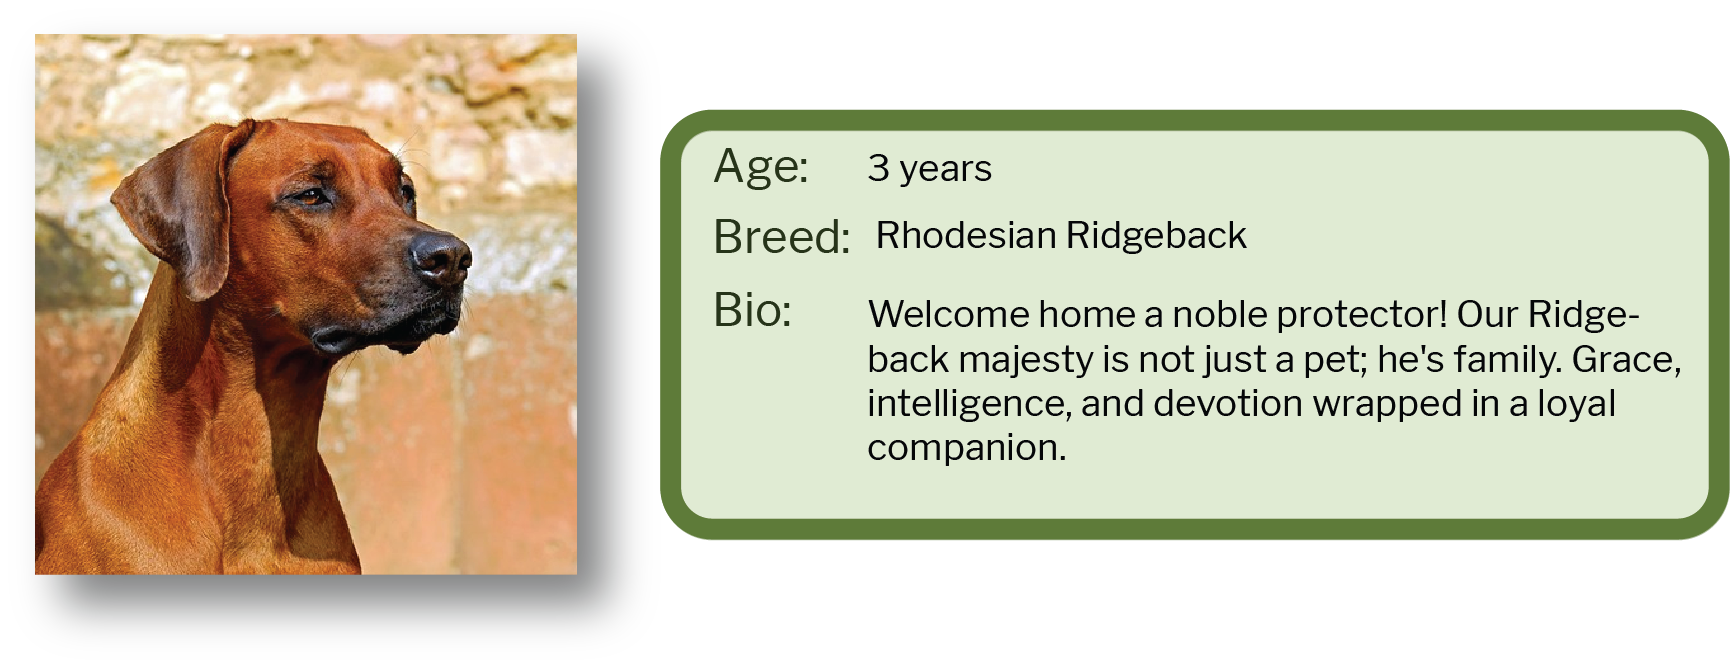 Age: 3 years
Breed: Rhodesian Ridgeback
Bio: Welcome home a noble protector! Our Ridge-
back majesty is not just a pet; he's family. Grace,
intelligence, and devotion wrapped in a loyal
companion.